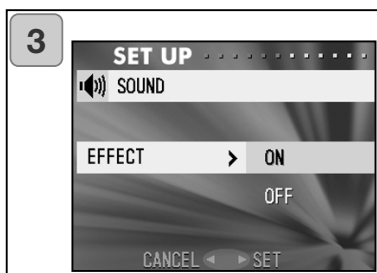 3
SET UP
SOUND
EFFECT > ON
OFF
CANCEL ◄ ► SET